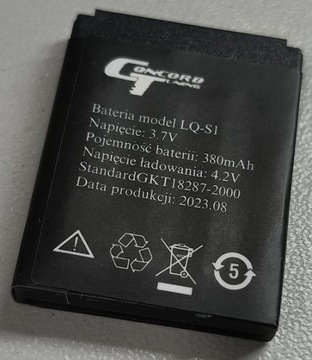 CONCORD
TUNING
Bateria model LQ-S1
Napięcie: 3.7V
Pojemność baterii: 380mAh
Napięcie ładowania: 4.2V
StandardGKT18287-2000
Data produkcji: 2023.08
5